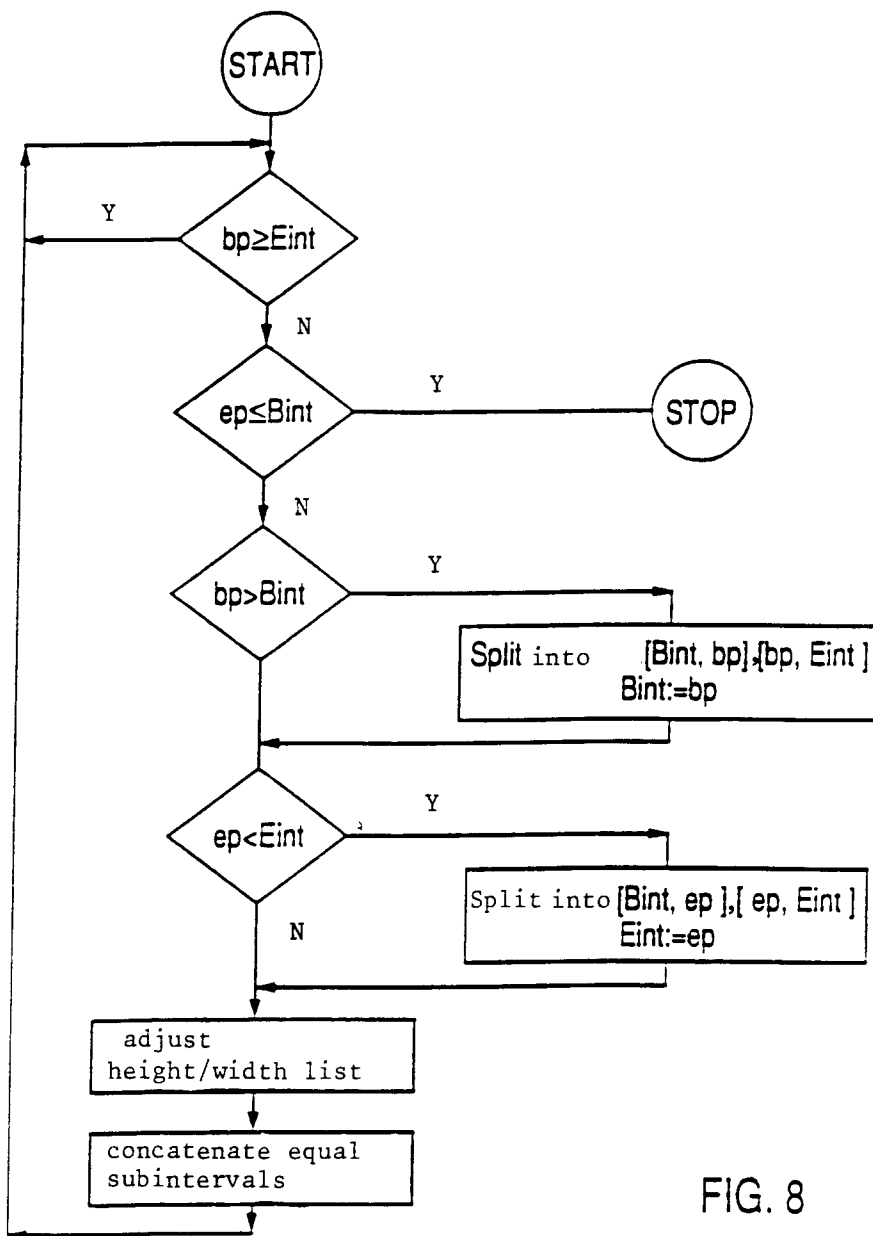 START
Y
bp≥Eint
N
ep≤Bint
Y
STOP
N
bp>Bint
Y
Split into [Bint, bp],[bp, Eint ]
Bint:=bp
ep<Eint
Y
Split into [Bint, ep ],[ ep, Eint ]
Eint:=ep
N
adjust
height/width list
concatenate equal
subintervals
FIG. 8